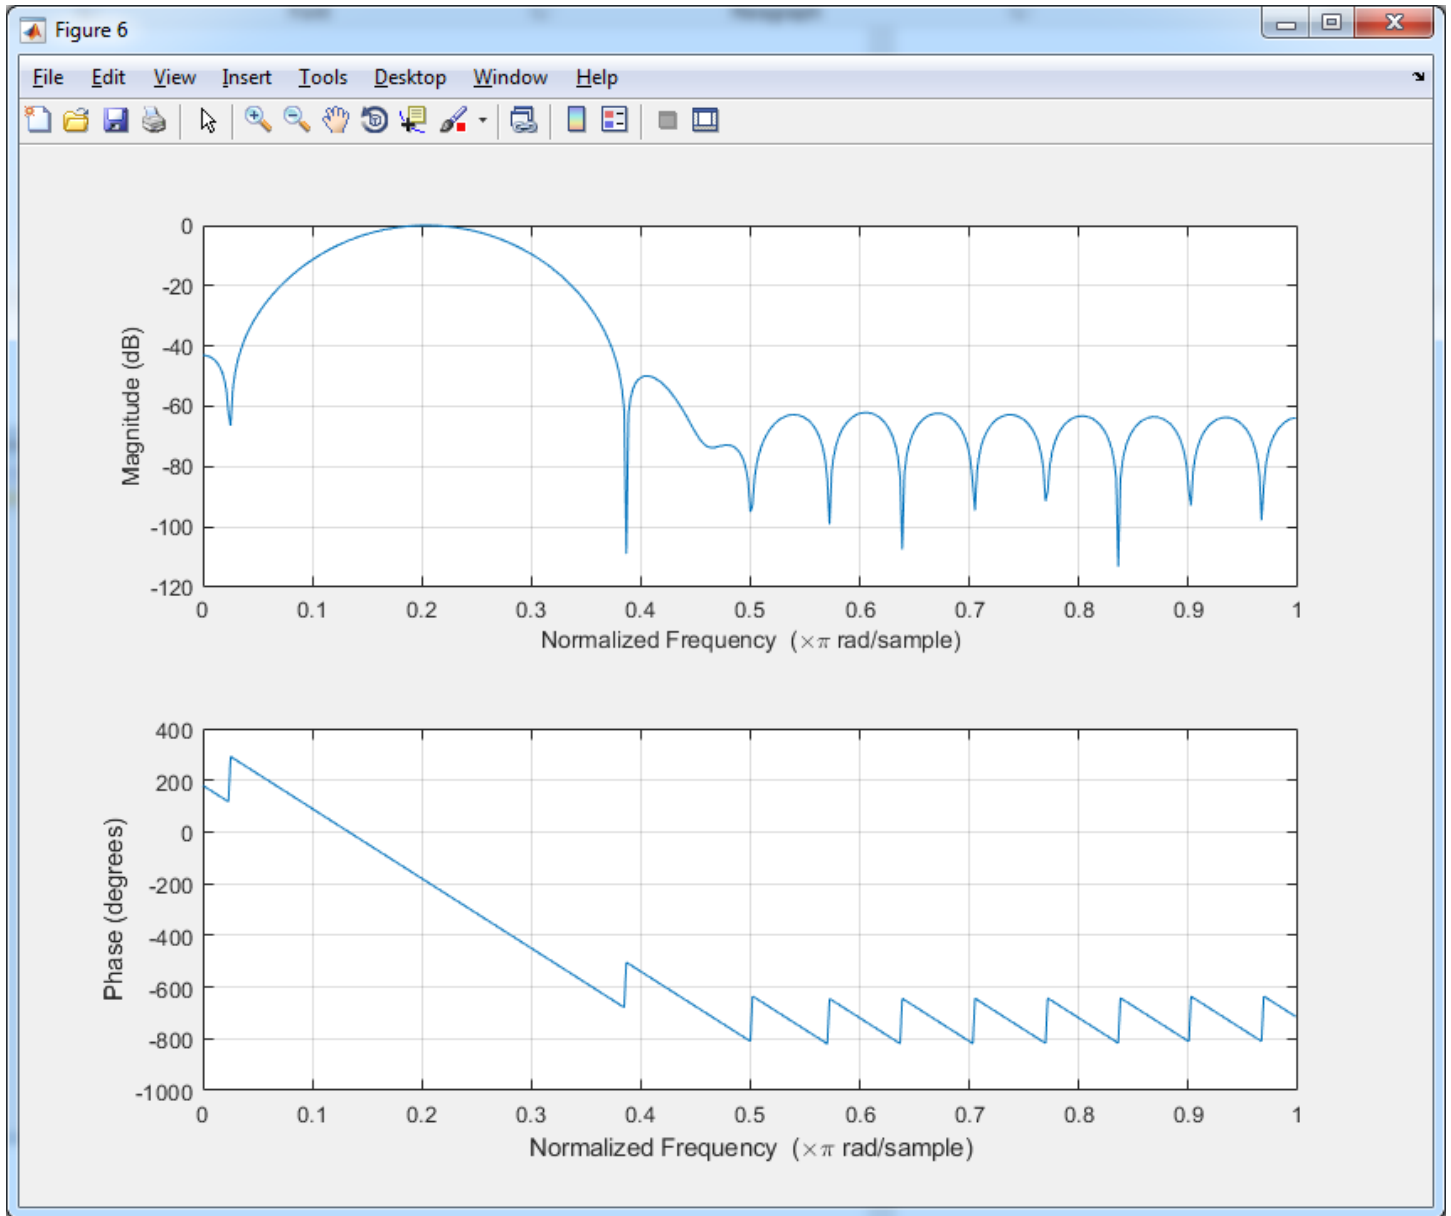 Figure 6
File Edit View Insert Tools Desktop Window Help
0
-20
-40
-60
-80
-100
-120
Magnitude (dB)
0 0.1 0.2 0.3 0.4 0.5 0.6 0.7 0.8 0.9 1
Normalized Frequency (×π rad/sample)
400
200
0
-200
-400
-600
-800
-1000
Phase (degrees)
0 0.1 0.2 0.3 0.4 0.5 0.6 0.7 0.8 0.9 1
Normalized Frequency (×π rad/sample)